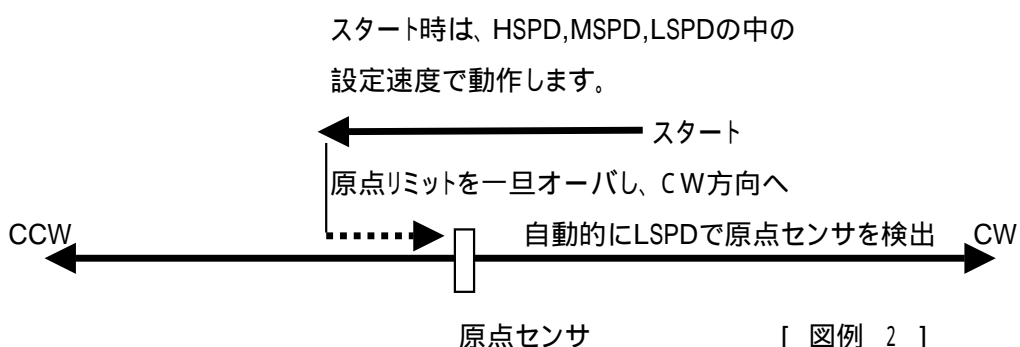 スタート時は、HSPD,MSPD,LSPDの中の
設定速度で動作します。
スタート
原点リミットを一旦オーバし、CW方向へ
CCW
自動的にLSPDで原点センサを検出
CW
原点センサ
[ 図例 2 ]